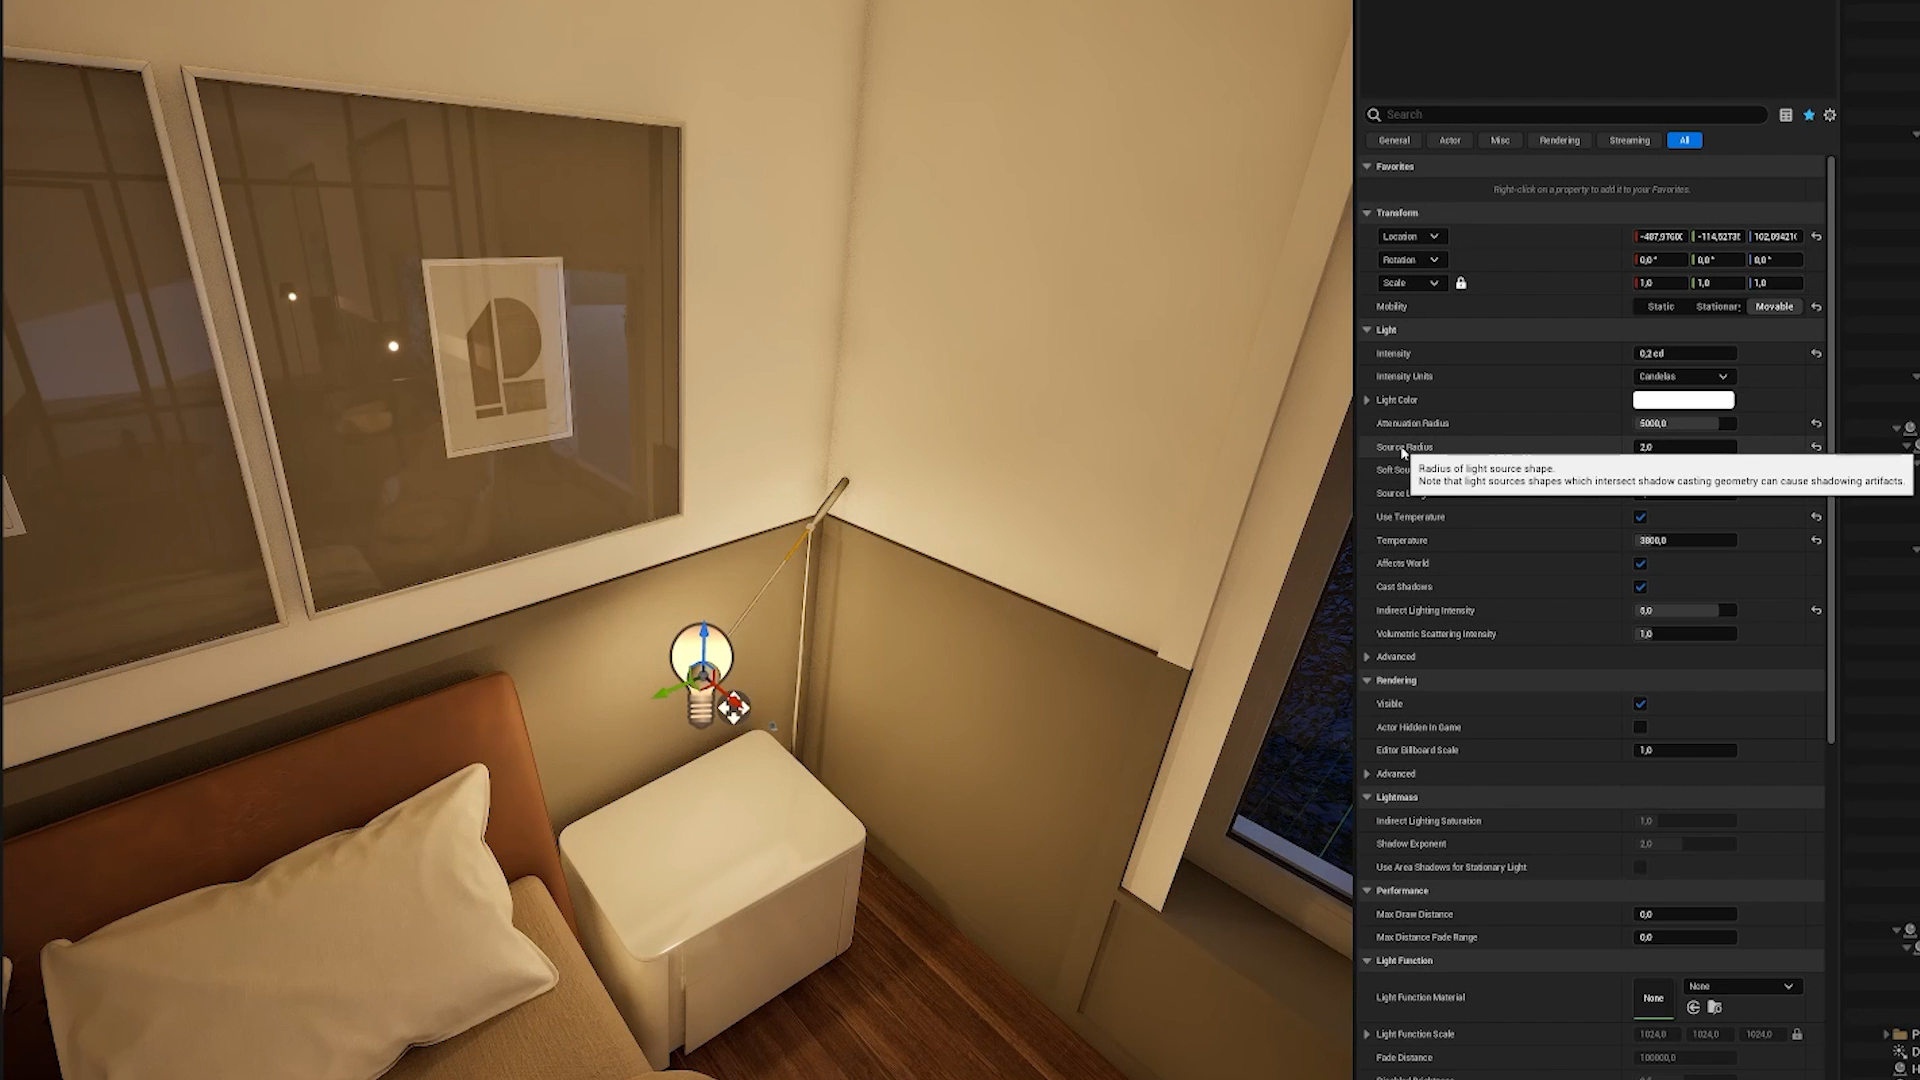 Search
General Actor Misc Rendering Streaming All
Favorites
Right-click on a property to add it to your Favorites.
Transform
Location
Rotation 0,0° 0,0° 0,0°
Scale 1,0 1,0 1,0
Mobility Static Stationar Movable
Light
Intensity 0,2 cd
Intensity Units Candelas
Light Color
Attenuation Radius 5000,0
Source Radius 2,0
Radius of light source shape.
Soft Sou
Note that light sources shapes which intersect shadow casting geometry can cause shadowing artifacts.
Source L
Use Temperature
Temperature 3800,0
Affects World
Cast Shadows
Indirect Lighting Intensity
Volumetric Scattering Intensity 1,0
Advanced
Rendering
Visible
Actor Hidden In Game
Editor Billboard Scale 1,0
Advanced
Lightmass
Indirect Lighting Saturation 1,0
Shadow Exponent 2,0
Use Area Shadows for Stationary Light
Performance
Max Draw Distance 0,0
Max Distance Fade Range 0,0
Light Function
None
Light Function Material None
Light Function Scale 1024,0 1024,0 1024,0
Fade Distance 100000,0